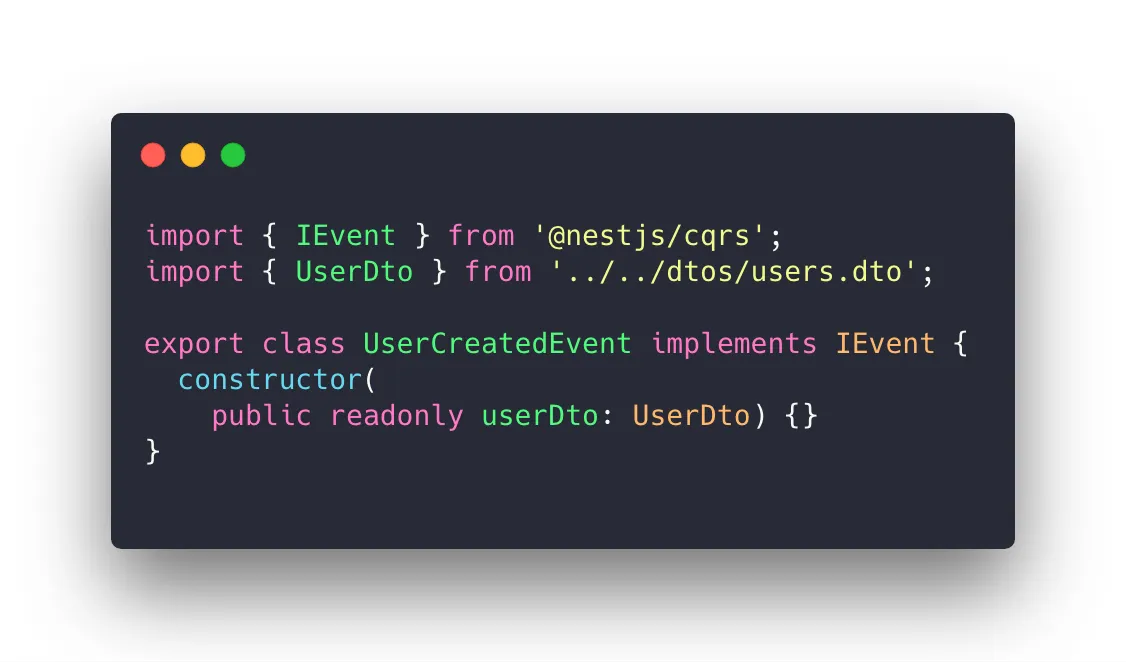 import { IEvent } from '@nestjs/cqrs';
import { UserDto } from '../../dtos/users.dto';

export class UserCreatedEvent implements IEvent {
  constructor(
    public readonly userDto: UserDto) {}
}